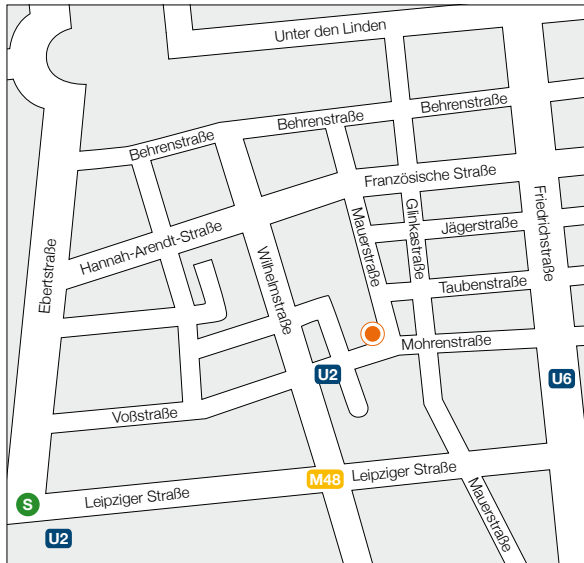 Unter den Linden
Behrenstraße
Behrenstraße
Behrenstraße
Französische Straße
Hannah-Arendt-Straße
Mauerstraße
Glinkastraße
Jägerstraße
Friedrichstraße
Ebertstraße
Wilhelmstraße
Taubenstraße
Mohrenstraße
U2
U6
Voßstraße
Leipziger Straße
M48
Leipziger Straße
Mauerstraße
S
U2